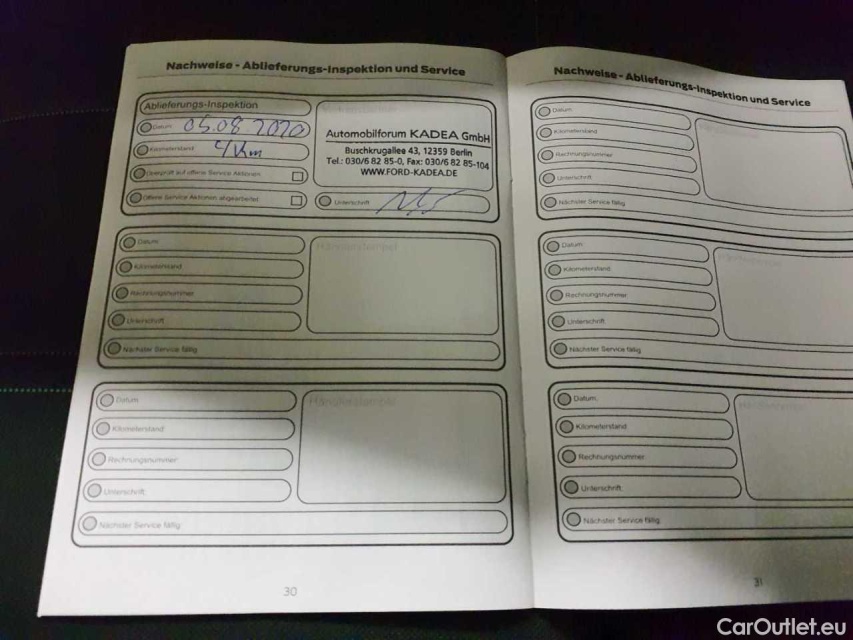 Nachweise - Ablieferungs-Inspektion und Service
Ablieferungs-Inspektion
Datum 05.08.2020
Kilometerstand 4/Km
Überprüft auf offene Service Aktionen
Offene Service Aktionen abgearbeitet
Automobilforum KADEA GmbH
Buschkrugallee 43, 12359 Berlin
Tel.: 030/6 82 85-0, Fax: 030/6 82 85-104
WWW.FORD-KADEA.DE
Unterschrift
Datum
Kilometerstand
Rechnungsnummer
Unterschrift
Nächster Service fällig
Händlerstempel
Datum
Kilometerstand
Rechnungsnummer
Unterschrift
Nächster Service fällig
Händlerstempel
30
Nachweise - Ablieferungs-Inspektion und Service
Datum
Kilometerstand
Rechnungsnummer
Unterschrift
Nächster Service fällig
Datum
Kilometerstand
Rechnungsnummer
Unterschrift
Nächster Service fällig
Datum
Kilometerstand
Rechnungsnummer
Unterschrift
Nächster Service fällig
31
CarOutlet.eu